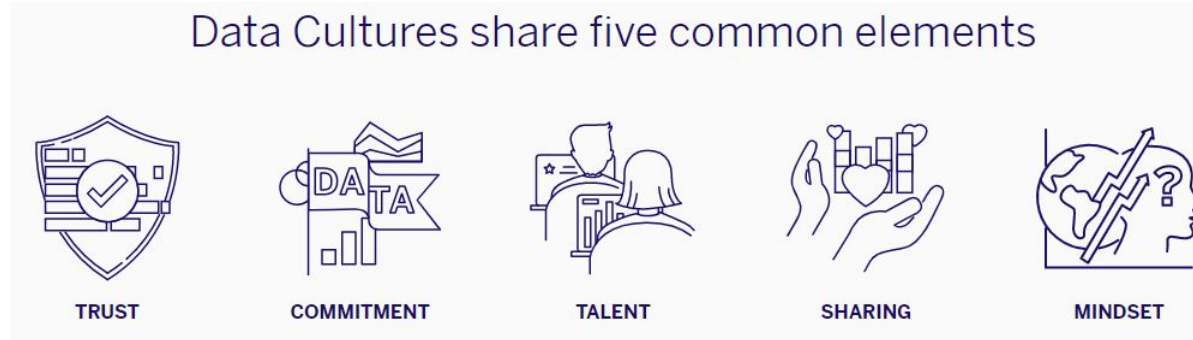 Data Cultures share five common elements
DA
TA
?
TRUST
COMMITMENT
TALENT
SHARING
MINDSET